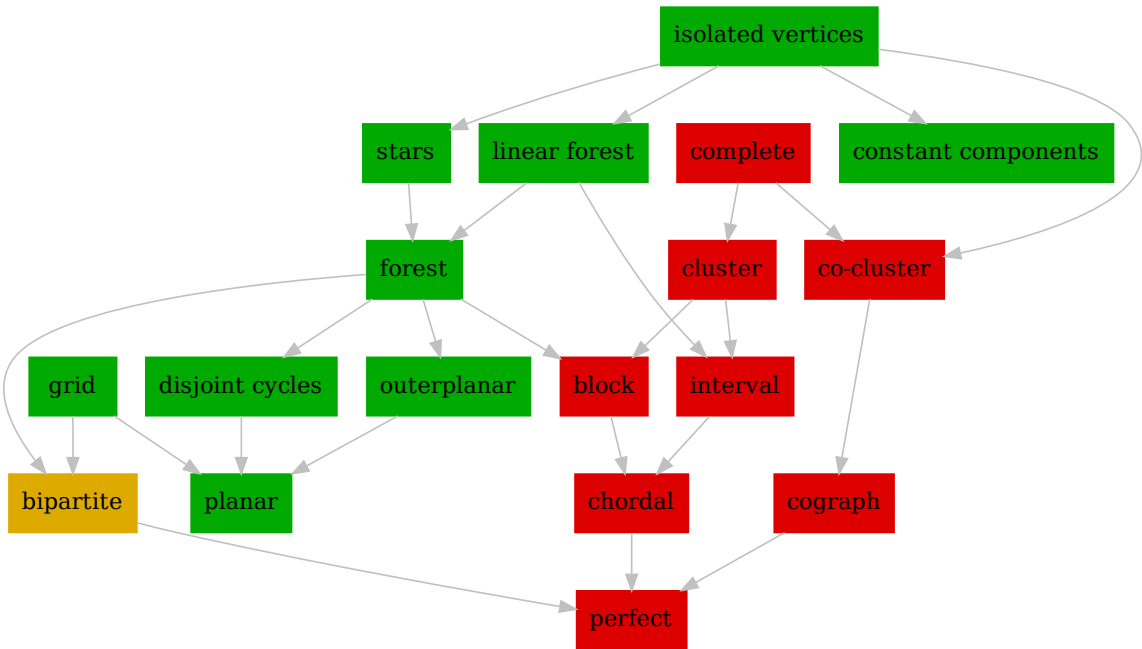 isolated vertices
stars
linear forest
complete
constant components
forest
cluster
co-cluster
grid
disjoint cycles
outerplanar
block
interval
bipartite
planar
chordal
cograph
perfect